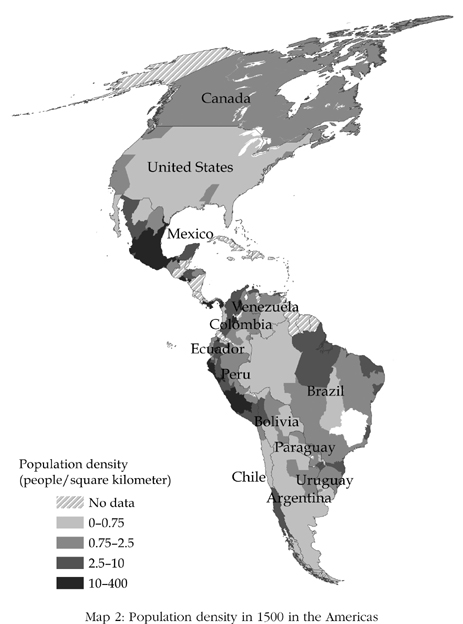 Canada
United States
Mexico
Venezuela
Colombia
Ecuador
Peru
Brazil
Bolivia
Paraguay
Chile
Uruguay
Argentina
Population density
(people/square kilometer)
No data
0–0.75
0.75–2.5
2.5–10
10–400
Map 2: Population density in 1500 in the Americas